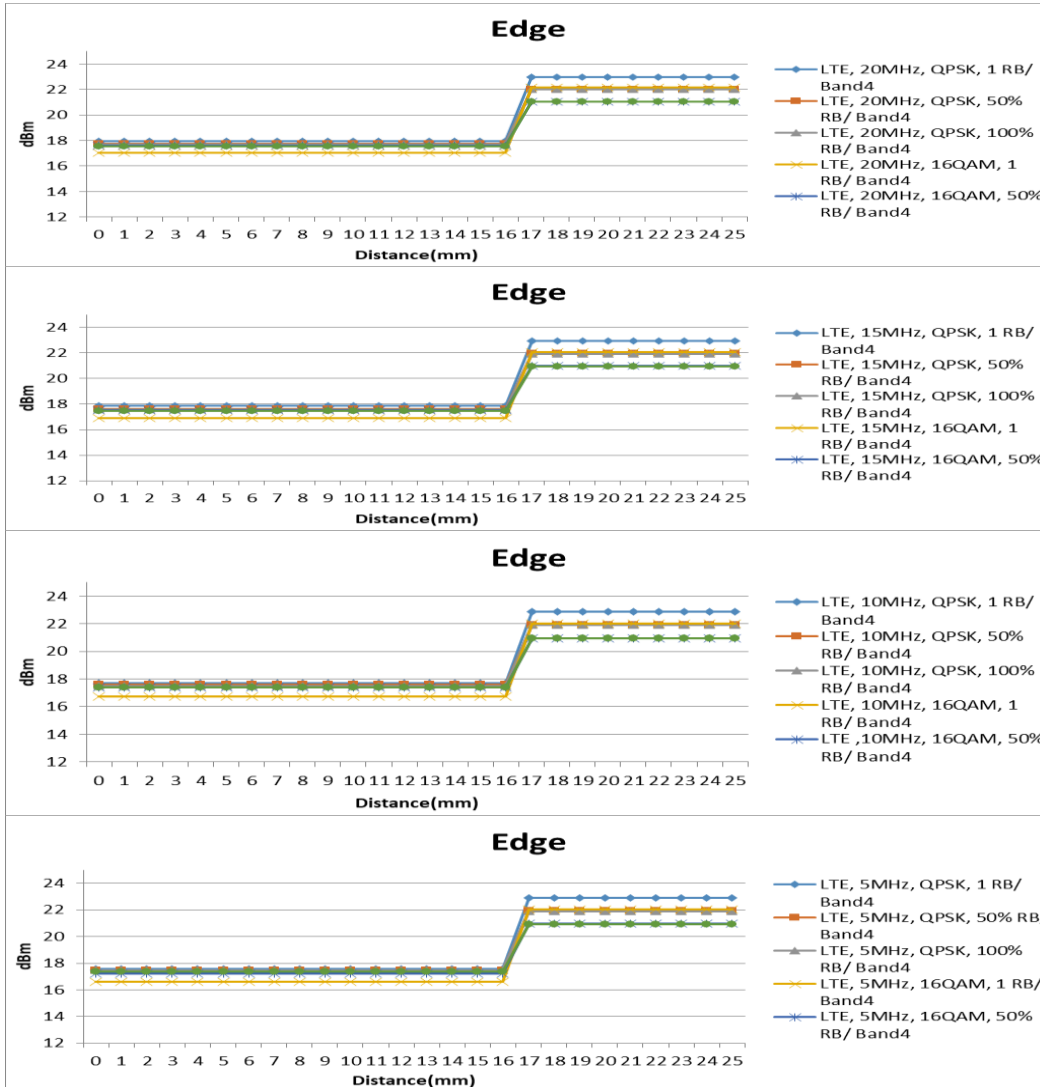 Edge
24
22
20
18
16
14
12
dBm
0 1 2 3 4 5 6 7 8 9 10 11 12 13 14 15 16 17 18 19 20 21 22 23 24 25
Distance(mm)
LTE, 20MHz, QPSK, 1 RB/
Band4
LTE, 20MHz, QPSK, 50%
RB/ Band4
LTE, 20MHz, QPSK, 100%
RB/ Band4
LTE, 20MHz, 16QAM, 1
RB/ Band4
LTE, 20MHz, 16QAM, 50%
RB/ Band4
Edge
24
22
20
18
16
14
12
dBm
0 1 2 3 4 5 6 7 8 9 10 11 12 13 14 15 16 17 18 19 20 21 22 23 24 25
Distance(mm)
LTE, 15MHz, QPSK, 1 RB/
Band4
LTE, 15MHz, QPSK, 50%
RB/ Band4
LTE, 15MHz, QPSK, 100%
RB/ Band4
LTE, 15MHz, 16QAM, 1
RB/ Band4
LTE, 15MHz, 16QAM, 50%
RB/ Band4
Edge
24
22
20
18
16
14
12
dBm
0 1 2 3 4 5 6 7 8 9 10 11 12 13 14 15 16 17 18 19 20 21 22 23 24 25
Distance(mm)
LTE, 10MHz, QPSK, 1 RB/
Band4
LTE, 10MHz, QPSK, 50%
RB/ Band4
LTE, 10MHz, QPSK, 100%
RB/ Band4
LTE, 10MHz, 16QAM, 1
RB/ Band4
LTE ,10MHz, 16QAM, 50%
RB/ Band4
Edge
24
22
20
18
16
14
12
dBm
0 1 2 3 4 5 6 7 8 9 10 11 12 13 14 15 16 17 18 19 20 21 22 23 24 25
Distance(mm)
LTE, 5MHz, QPSK, 1 RB/
Band4
LTE, 5MHz, QPSK, 50% RB
Band4
LTE, 5MHz, QPSK, 100%
RB/ Band4
LTE, 5MHz, 16QAM, 1 RB/
Band4
LTE, 5MHz, 16QAM, 50%
RB/ Band4